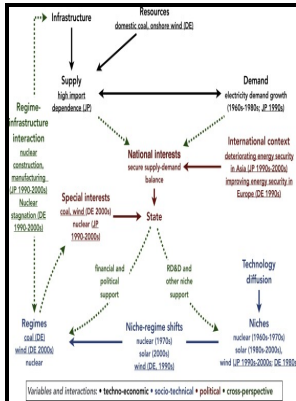 Infrastructure
Resources
domestic coal, onshore wind (DE)
Supply
high import
dependence (JP)
Demand
electricity demand growth
(1960s-1980s; JP 1990s)
Regime-
infrastructure
interaction
nuclear
construction,
manufacturing (JP
1990-2000s)
Nuclear
stagnation (DE
1990-2000s)
National interests
secure supply-demand
balance
International context
deteriorating energy security
in Asia (JP 1990s-2000s)
improving energy security in
Europe (DE 1990s)
Special interests
coal, wind (DE 2000s)
nuclear (JP
1990-2000s)
State
financial and
political
support
RD&D and
other niche
support
Technology
diffusion
Regimes
coal (DE)
wind (DE 2000s)
nuclear
Niche-regime shifts
nuclear (1970s)
solar (2000s)
wind (DE, 1990s)
Niches
nuclear (1960s-1970s)
solar (1980s-2000s),
wind (JP 1990s-2000s; DE 1980s)
Variables and interactions: • techno-economic • socio-technical • political • cross-perspective